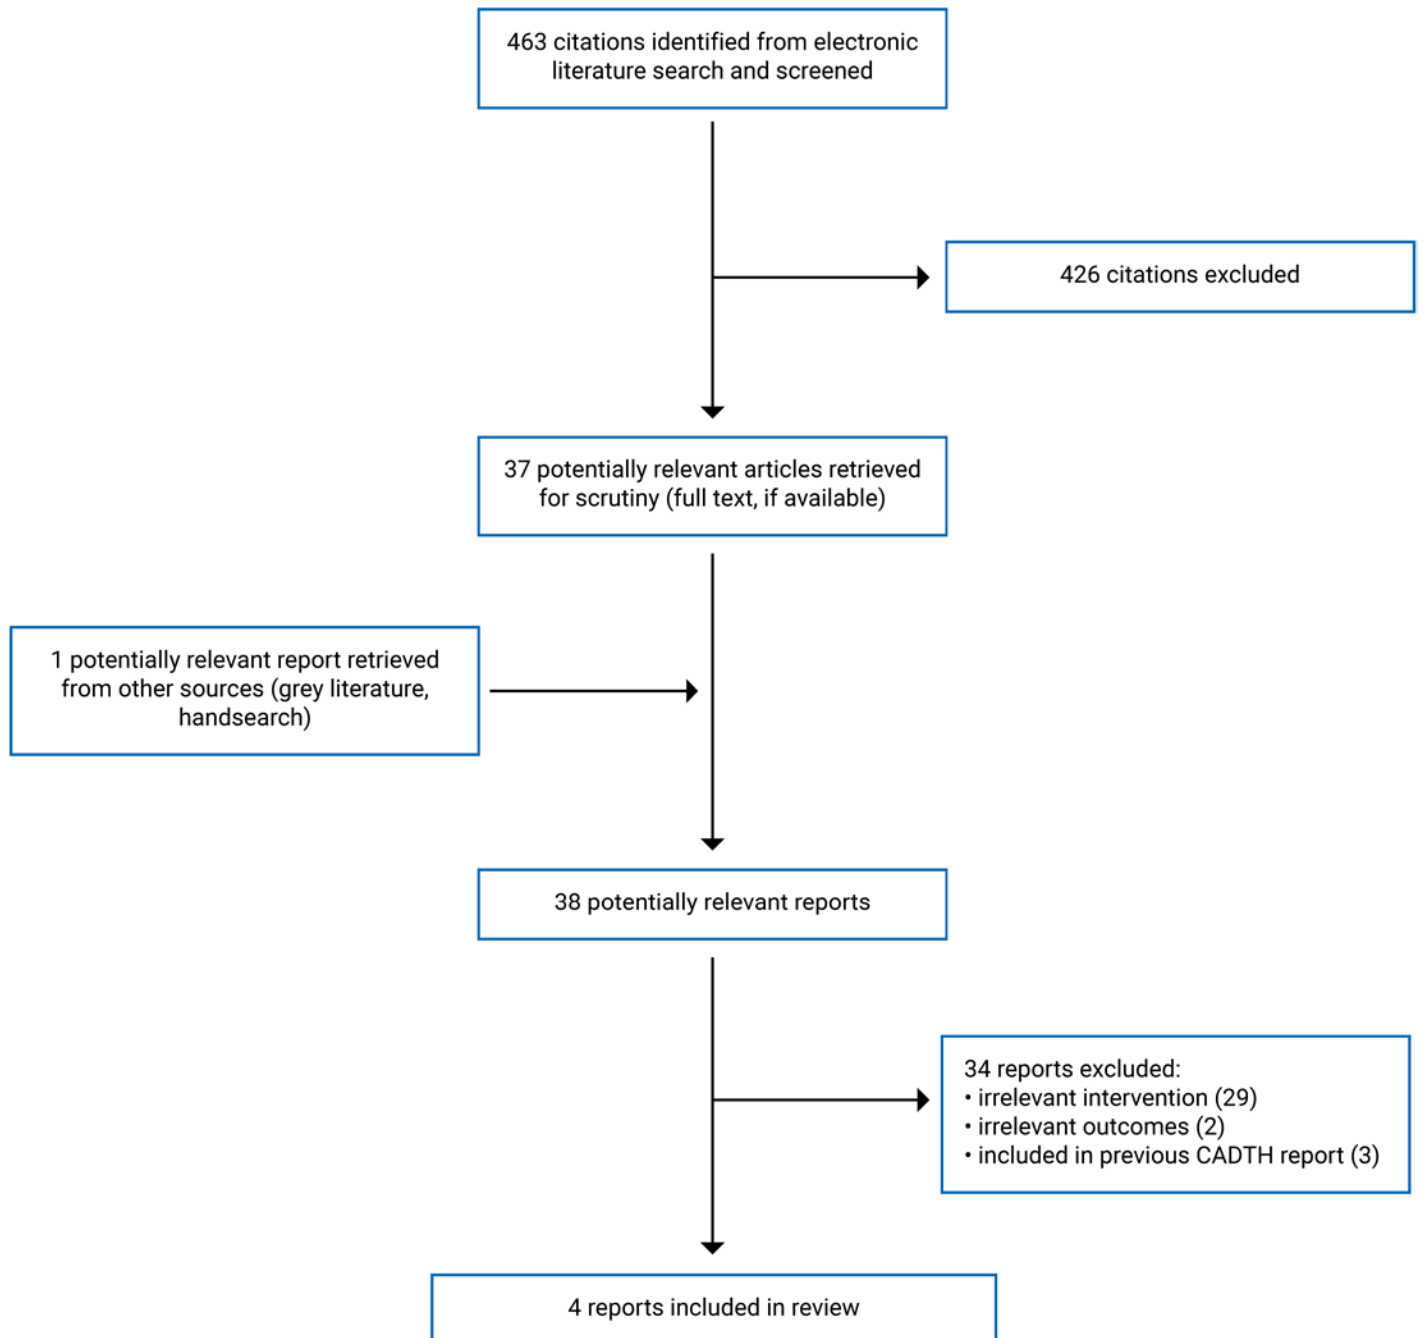 463 citations identified from electronic
literature search and screened
426 citations excluded
37 potentially relevant articles retrieved
for scrutiny (full text, if available)
1 potentially relevant report retrieved
from other sources (grey literature,
handsearch)
38 potentially relevant reports
34 reports excluded:
• irrelevant intervention (29)
• irrelevant outcomes (2)
• included in previous CADTH report (3)
4 reports included in review